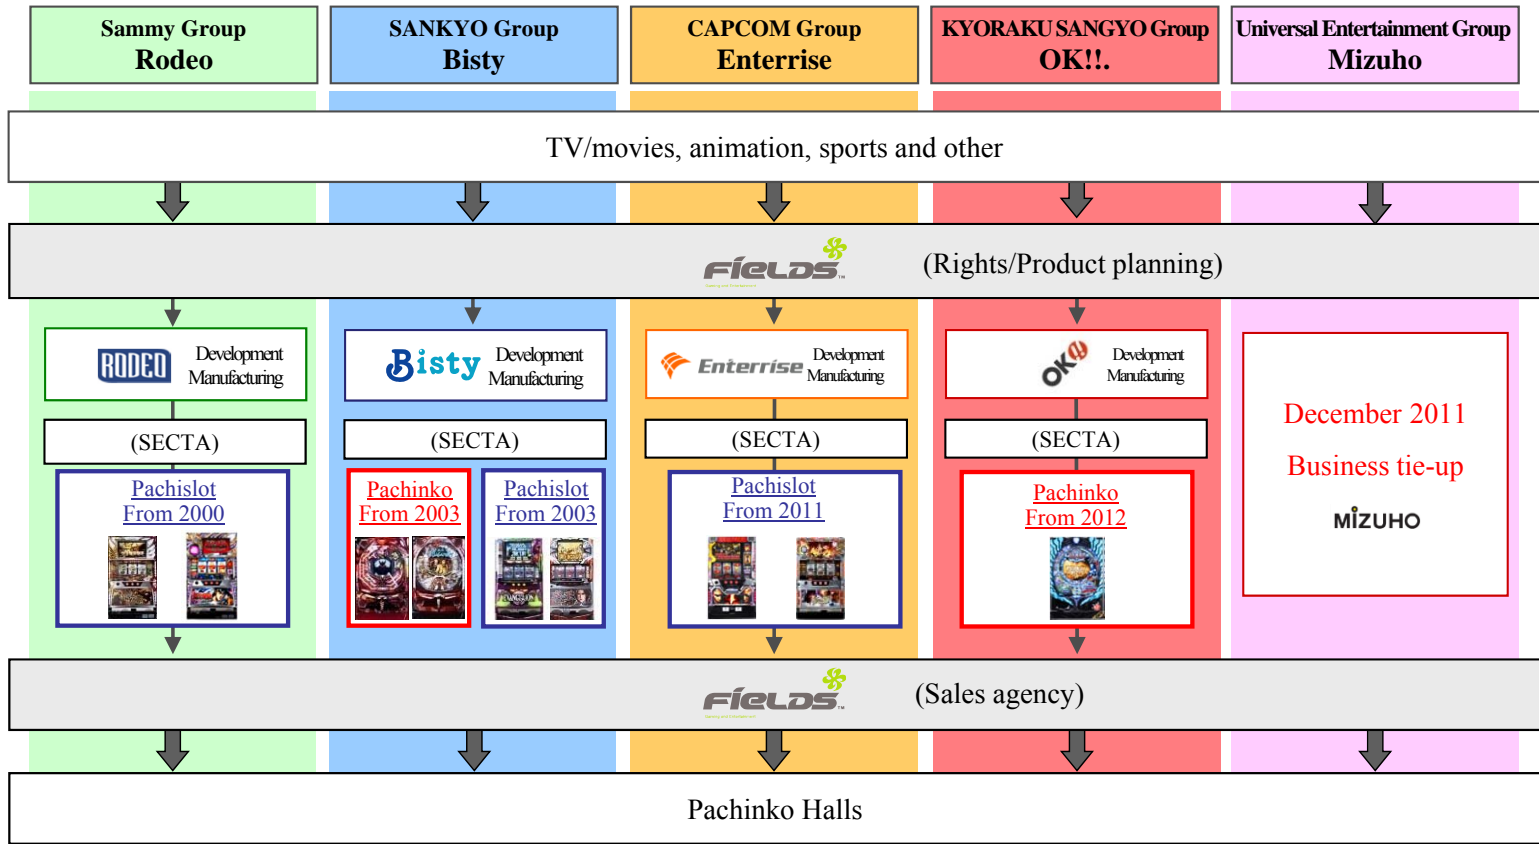 Sammy Group
Rodeo
SANKYO Group
Bisty
CAPCOM Group
Enterrise
KYORAKU SANGYO Group
OK!!.
Universal Entertainment Group
Mizuho
TV/movies, animation, sports and other
FIELDS™
(Rights/Product planning)
RODEO
Development
Manufacturing
Bisty
Development
Manufacturing
Enterrise
Development
Manufacturing
OK!!
Development
Manufacturing
(SECTA)
(SECTA)
(SECTA)
(SECTA)
Pachislot
From 2000
Pachinko
From 2003
Pachislot
From 2003
Pachislot
From 2011
Pachinko
From 2012
December 2011
Business tie-up
MIZUHO
FIELDS™
(Sales agency)
Pachinko Halls